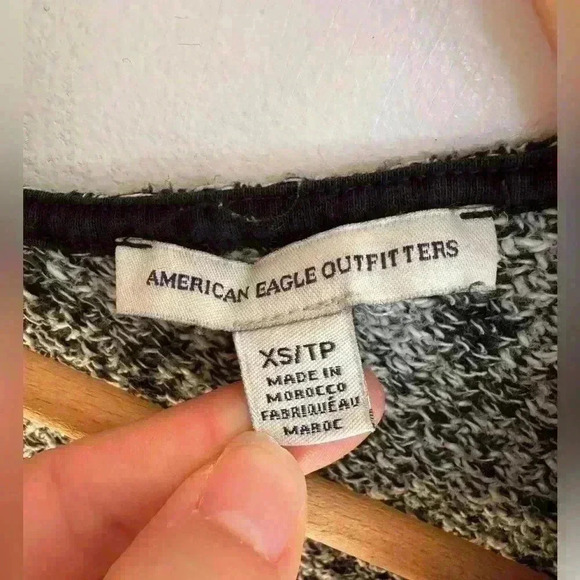 AMERICAN EAGLE OUTFITTERS
XS/TP
MADE IN
MOROCCO
FABRIQUÉAU
MAROC